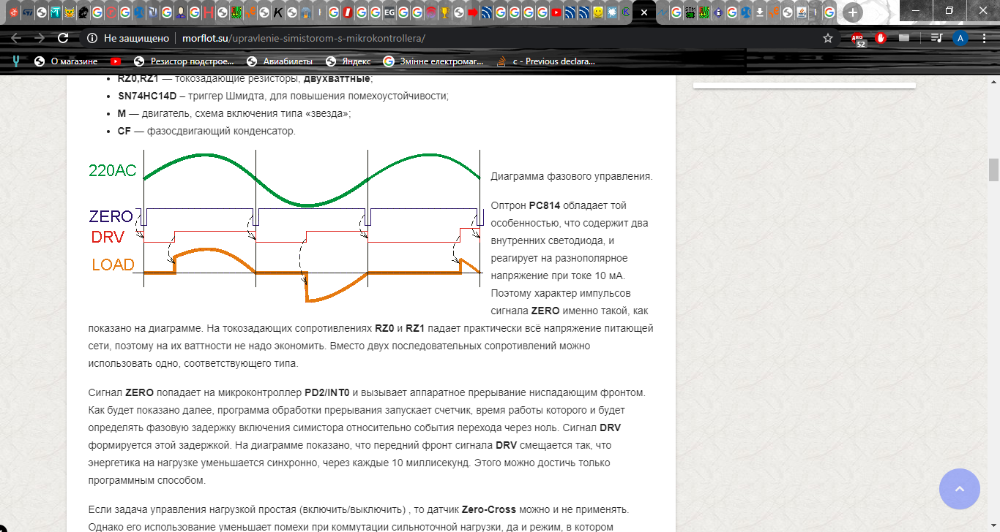 Не защищено
morflot.su/upravlenie-simistorom-s-mikrokontrollera/
ABP
52
A
О магазине
Резистор подстрое...
Авиабилеты
Яндекс
Змінне електромаг...
c - Previous declara...
RZ0,RZ1 — токозадающие резисторы, двухваттные;
SN74HC14D – триггер Шмидта, для повышения помехоустойчивости;
M — двигатель, схема включения типа «звезда»;
CF — фазосдвигающий конденсатор.
220AC
ZERO
DRV
LOAD
Диаграмма фазового управления.
Оптрон PC814 обладает той
особенностью, что содержит два
внутренних светодиода, и
реагирует на разнополярное
напряжение при токе 10 мА.
Поэтому характер импульсов
сигнала ZERO именно такой, как
показано на диаграмме. На токозадающих сопротивлениях RZ0 и RZ1 падает практически всё напряжение питающей
сети, поэтому на их ваттности не надо экономить. Вместо двух последовательных сопротивлений можно
использовать одно, соответствующего типа.
Сигнал ZERO попадает на микроконтроллер PD2/INT0 и вызывает аппаратное прерывание ниспадающим фронтом.
Как будет показано далее, программа обработки прерывания запускает счетчик, время работы которого и будет
определять фазовую задержку включения симистора относительно события перехода через ноль. Сигнал DRV
формируется этой задержкой. На диаграмме показано, что передний фронт сигнала DRV смещается так, что
энергетика на нагрузке уменьшается синхронно, через каждые 10 миллисекунд. Этого можно достичь только
программным способом.
Если задача управления нагрузкой простая (включить/выключить) , то датчик Zero-Cross можно и не применять.
Однако его использование уменьшает помехи при коммутации сильноточной нагрузки, да и режим, в котором